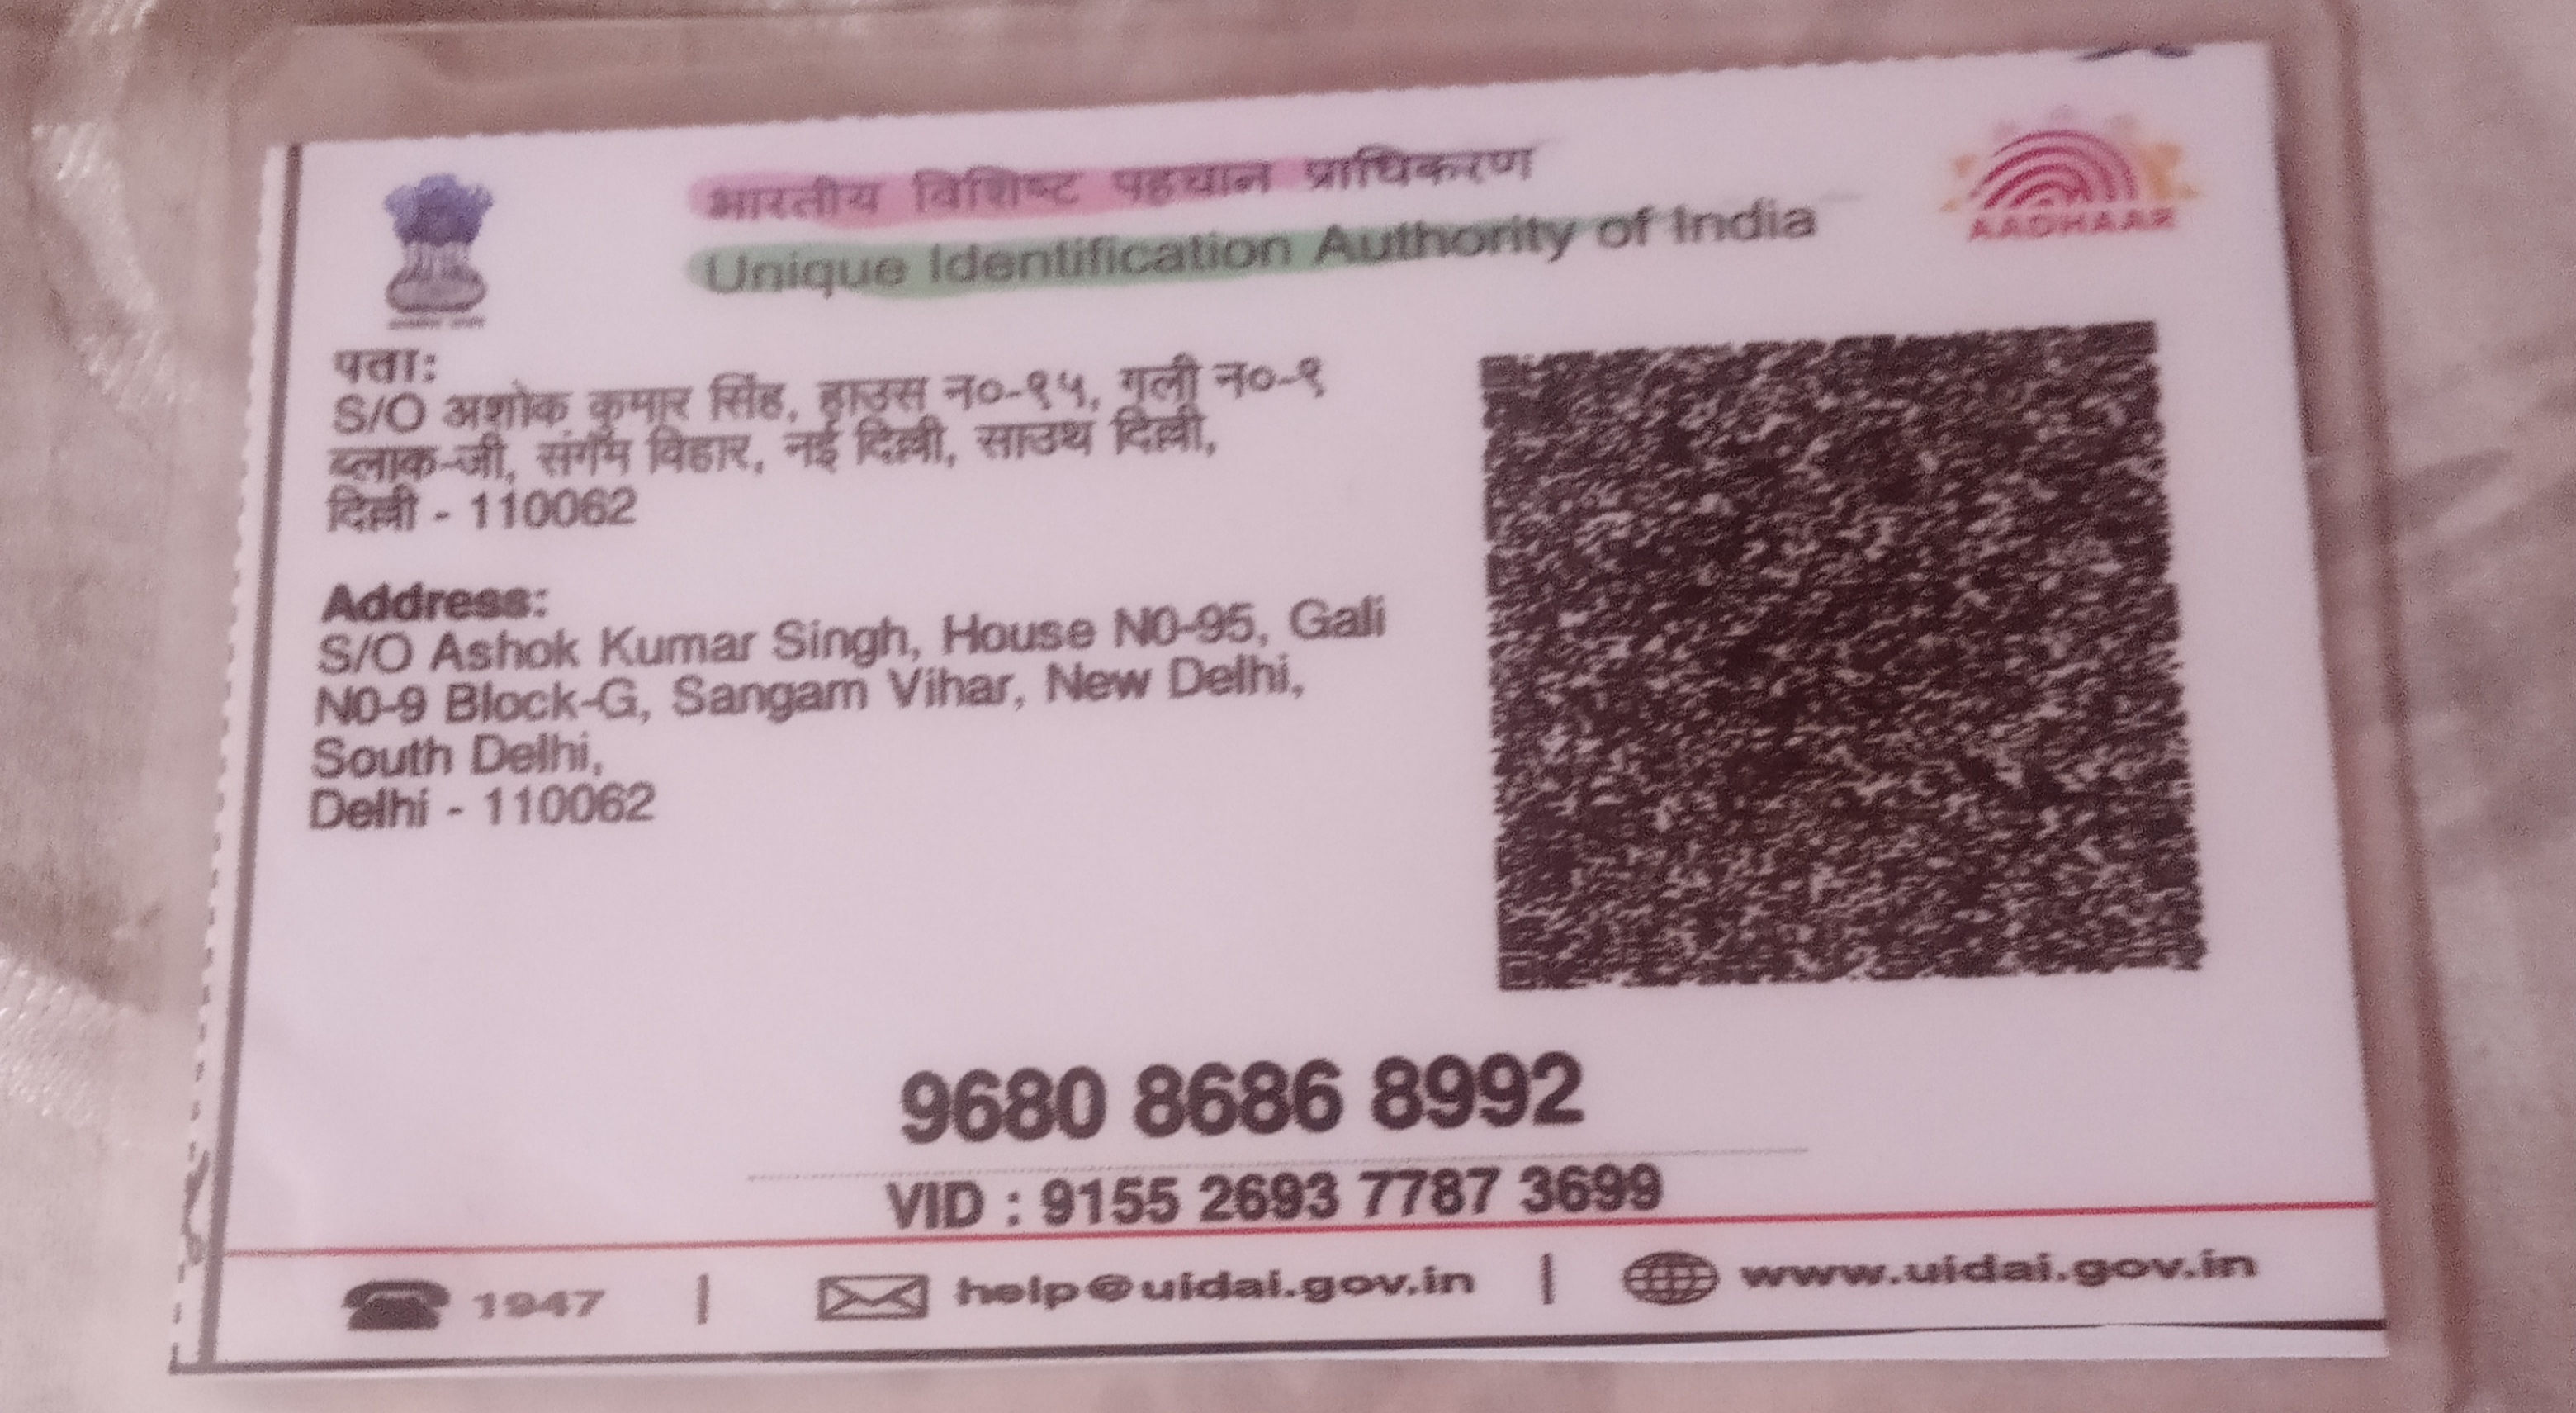 भारतीय विशिष्ट पहचान प्राधिकरण
Unique Identification Authority of India
AADHAAR
पता:
S/O अशोक कुमार सिंह, हाउस न०-९५, गली न०-९
ब्लाक-जी, संगम विहार, नई दिल्ली, साउथ दिल्ली,
दिल्ली - 110062
Address:
S/O Ashok Kumar Singh, House N0-95, Gali
N0-9 Block-G, Sangam Vihar, New Delhi,
South Delhi,
Delhi - 110062
9680 8686 8992
VID : 9155 2693 7787 3699
1947 | help@uidai.gov.in | www.uidai.gov.in